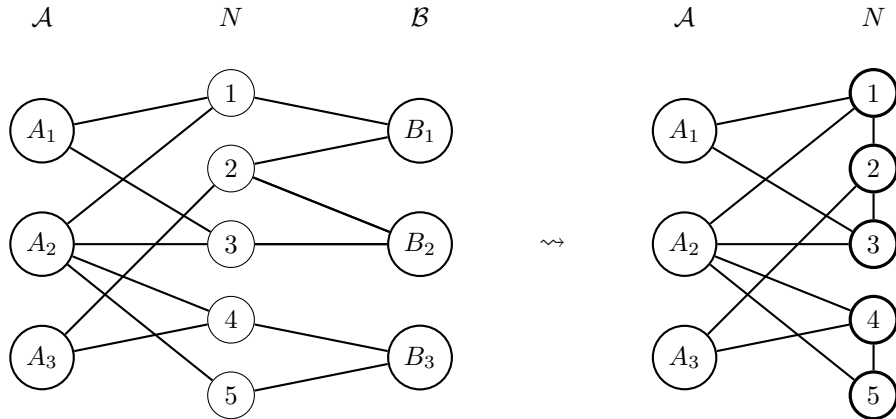 𝒜 N ℬ 𝒜 N
1 1
A₁ B₁ A₁
2 2
A₂ 3 B₂ ⇝ A₂ 3
4 4
A₃ B₃ A₃
5 5